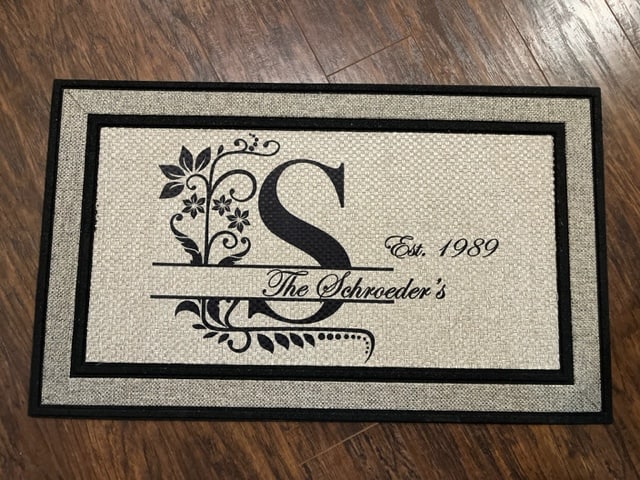 S
Est. 1989
The Schroeder's